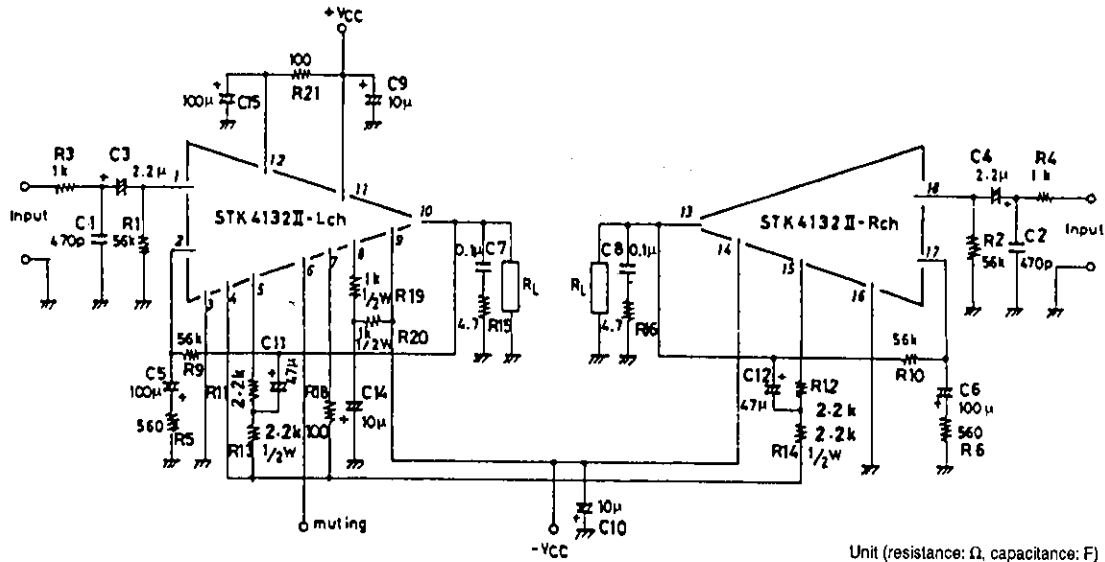 +VCC
100
R21
100μ
C15
C9
10μ
R3
1k
C3
2.2μ
1
12
11
STK4132II-Lch
10
Input
C1
470p
R1
56k
2
3
4
5
6
7
8
9
0.1μ
C7
RL
4.7
R15
1k
1/2W
R19
1k
1/2W
R20
56k
R9
C5
100μ
560
R5
R11
2.2k
C11
47μ
R13
2.2k
1/2W
R18
100
C14
10μ
muting
-VCC
10μ
C10
13
STK4132II-Rch
18
C4
2.2μ
R4
1k
Input
R2
56k
C2
470p
17
14
15
16
RL
C8
0.1μ
4.7
R16
56k
R10
C12
47μ
R12
2.2k
2.2k
R14
1/2W
C6
100μ
560
R6
Unit (resistance: Ω, capacitance: F)